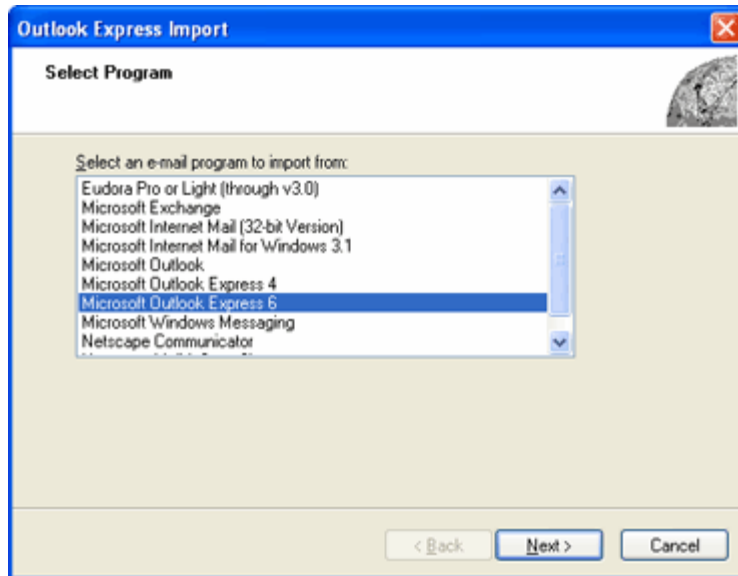 Outlook Express Import
Select Program
Select an e-mail program to import from:
Eudora Pro or Light (through v3.0)
Microsoft Exchange
Microsoft Internet Mail (32-bit Version)
Microsoft Internet Mail for Windows 3.1
Microsoft Outlook
Microsoft Outlook Express 4
Microsoft Outlook Express 6
Microsoft Windows Messaging
Netscape Communicator
< Back
Next >
Cancel